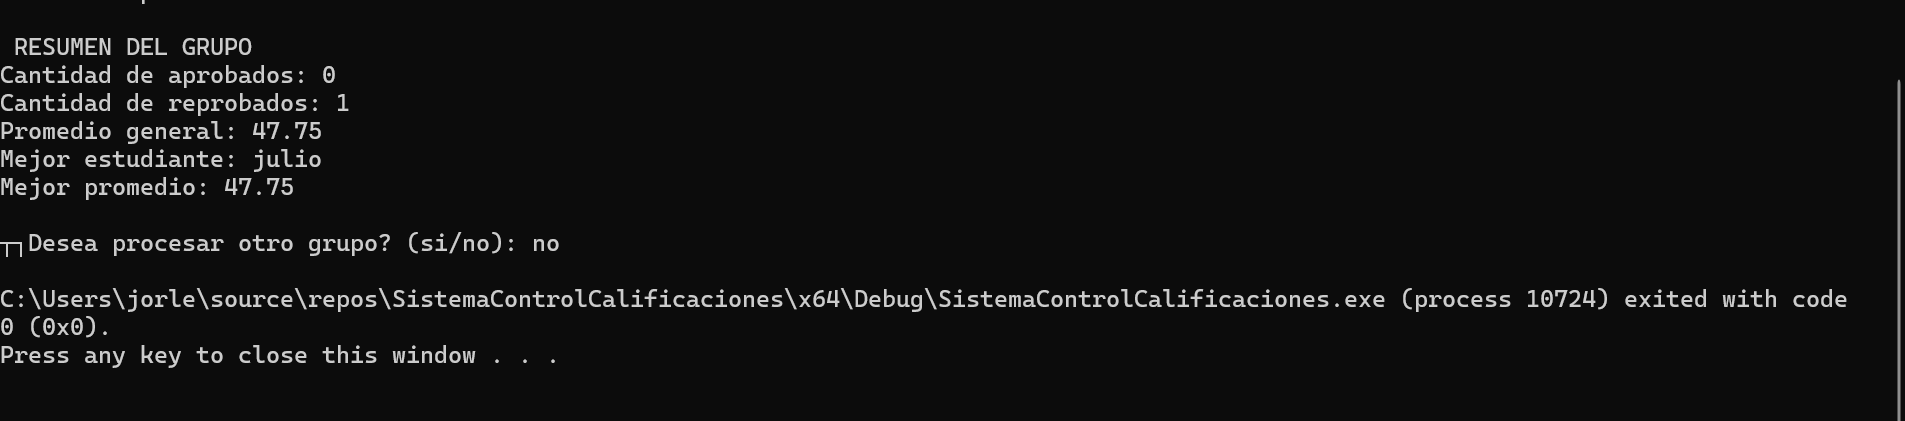 RESUMEN DEL GRUPO
Cantidad de aprobados: 0
Cantidad de reprobados: 1
Promedio general: 47.75
Mejor estudiante: julio
Mejor promedio: 47.75
┬┐Desea procesar otro grupo? (si/no): no
C:\Users\jorle\source\repos\SistemaControlCalificaciones\x64\Debug\SistemaControlCalificaciones.exe (process 10724) exited with code
0 (0x0).
Press any key to close this window . . .